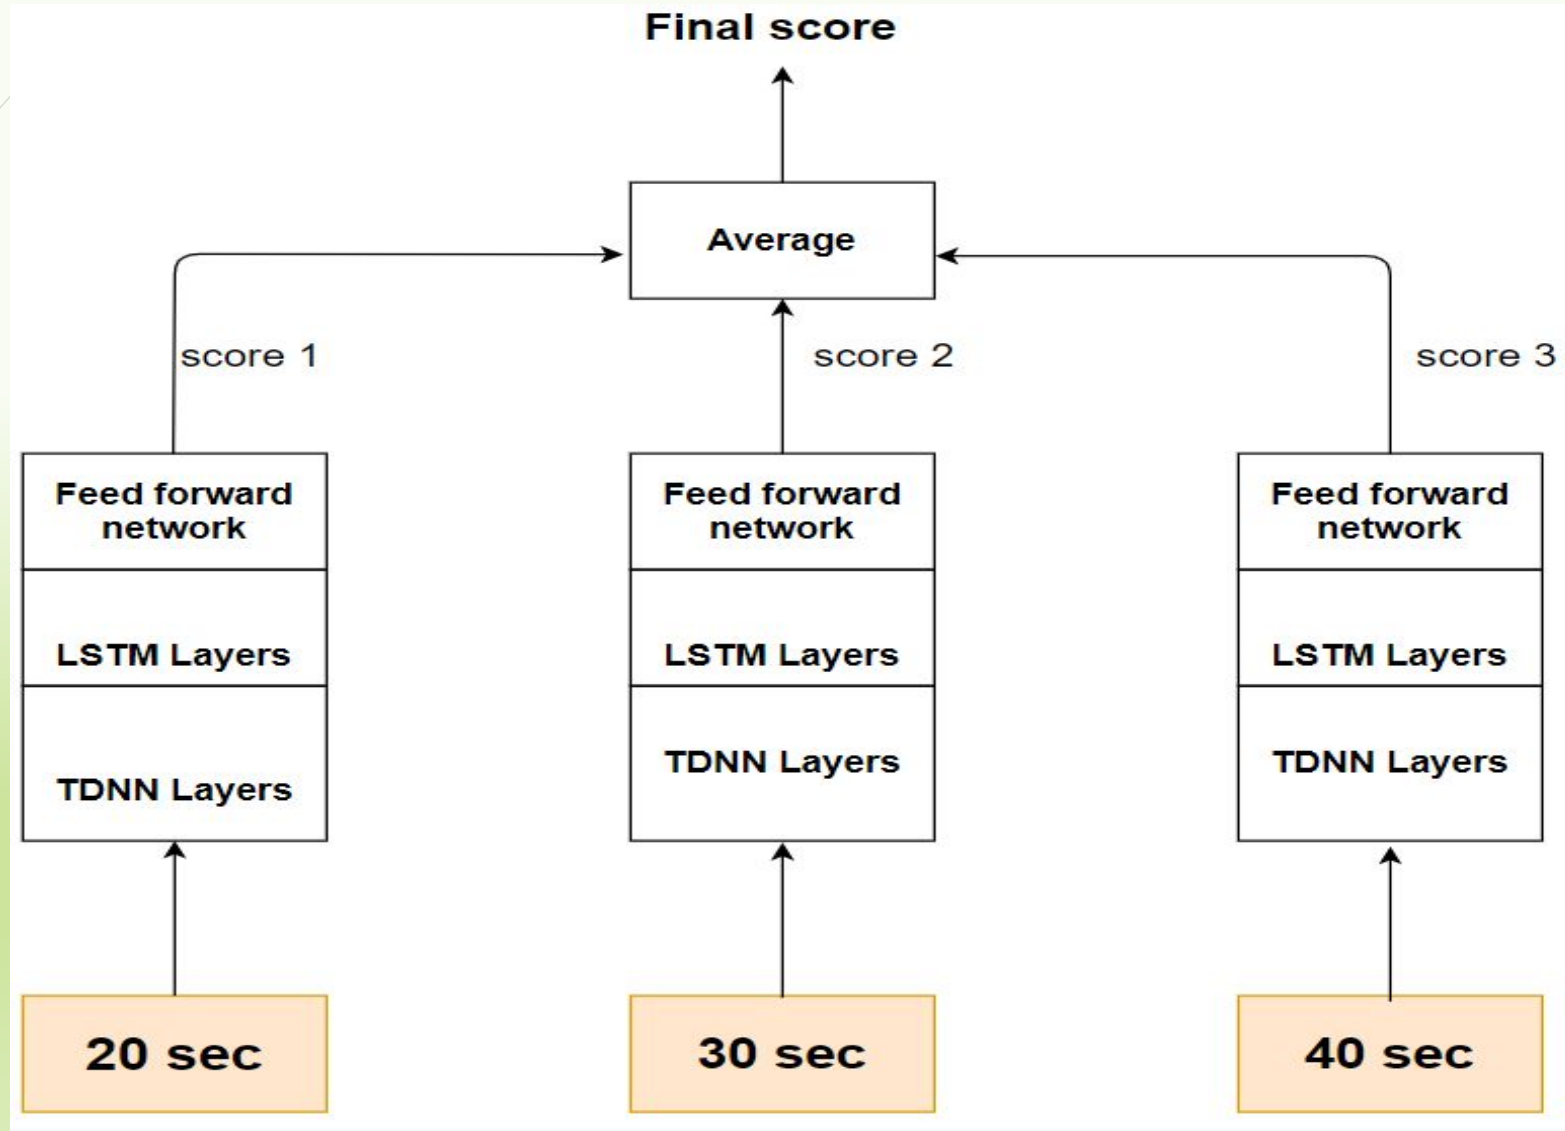 Final score
Average
score 1
score 2
score 3
Feed forward
network
LSTM Layers
TDNN Layers
Feed forward
network
LSTM Layers
TDNN Layers
Feed forward
network
LSTM Layers
TDNN Layers
20 sec
30 sec
40 sec